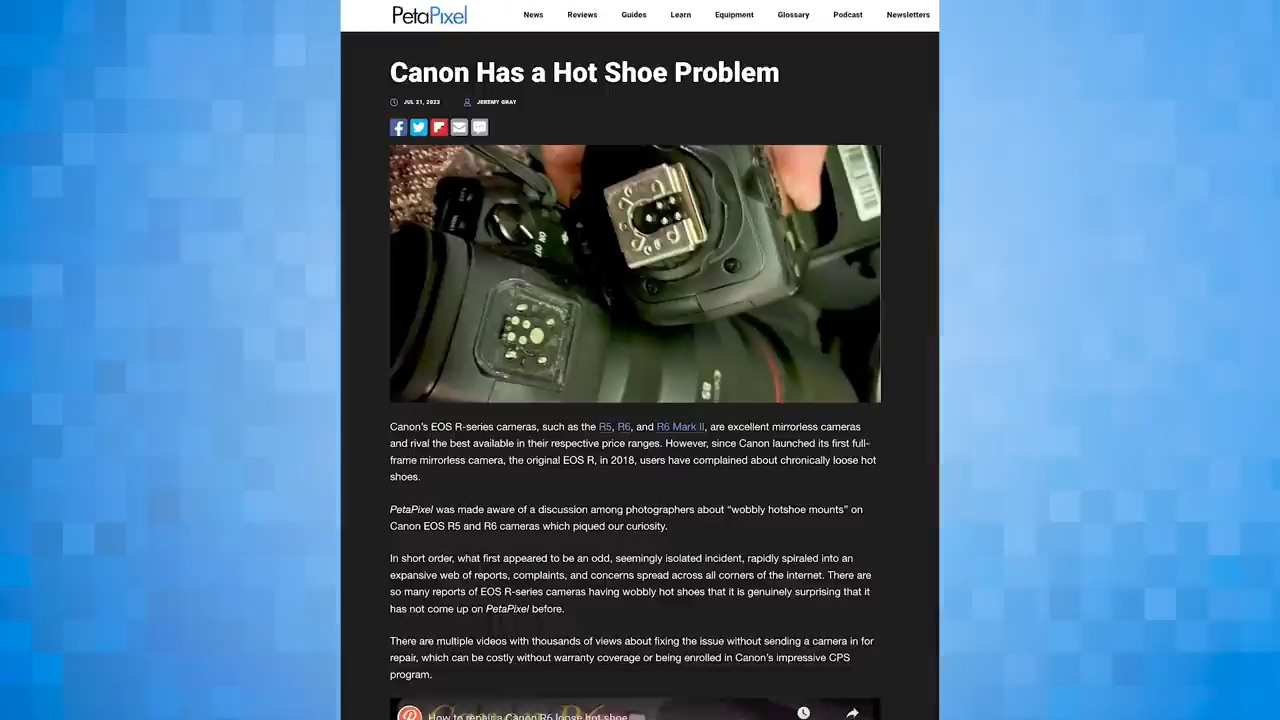 PetaPixel
News Reviews Guides Learn Equipment Glossary Podcast Newsletters
Canon Has a Hot Shoe Problem
JUL 21, 2023 JEREMY GRAY
ON OFF
Canon's EOS R-series cameras, such as the R5, R6, and R6 Mark II, are excellent mirrorless cameras
and rival the best available in their respective price ranges. However, since Canon launched its first full-
frame mirrorless camera, the original EOS R, in 2018, users have complained about chronically loose hot
shoes.
PetaPixel was made aware of a discussion among photographers about “wobbly hotshoe mounts” on
Canon EOS R5 and R6 cameras which piqued our curiosity.
In short order, what first appeared to be an odd, seemingly isolated incident, rapidly spiraled into an
expansive web of reports, complaints, and concerns spread across all corners of the internet. There are
so many reports of EOS R-series cameras having wobbly hot shoes that it is genuinely surprising that it
has not come up on PetaPixel before.
There are multiple videos with thousands of views about fixing the issue without sending a camera in for
repair, which can be costly without warranty coverage or being enrolled in Canon's impressive CPS
program.
How to repair a Canon R6 loose hot shoe